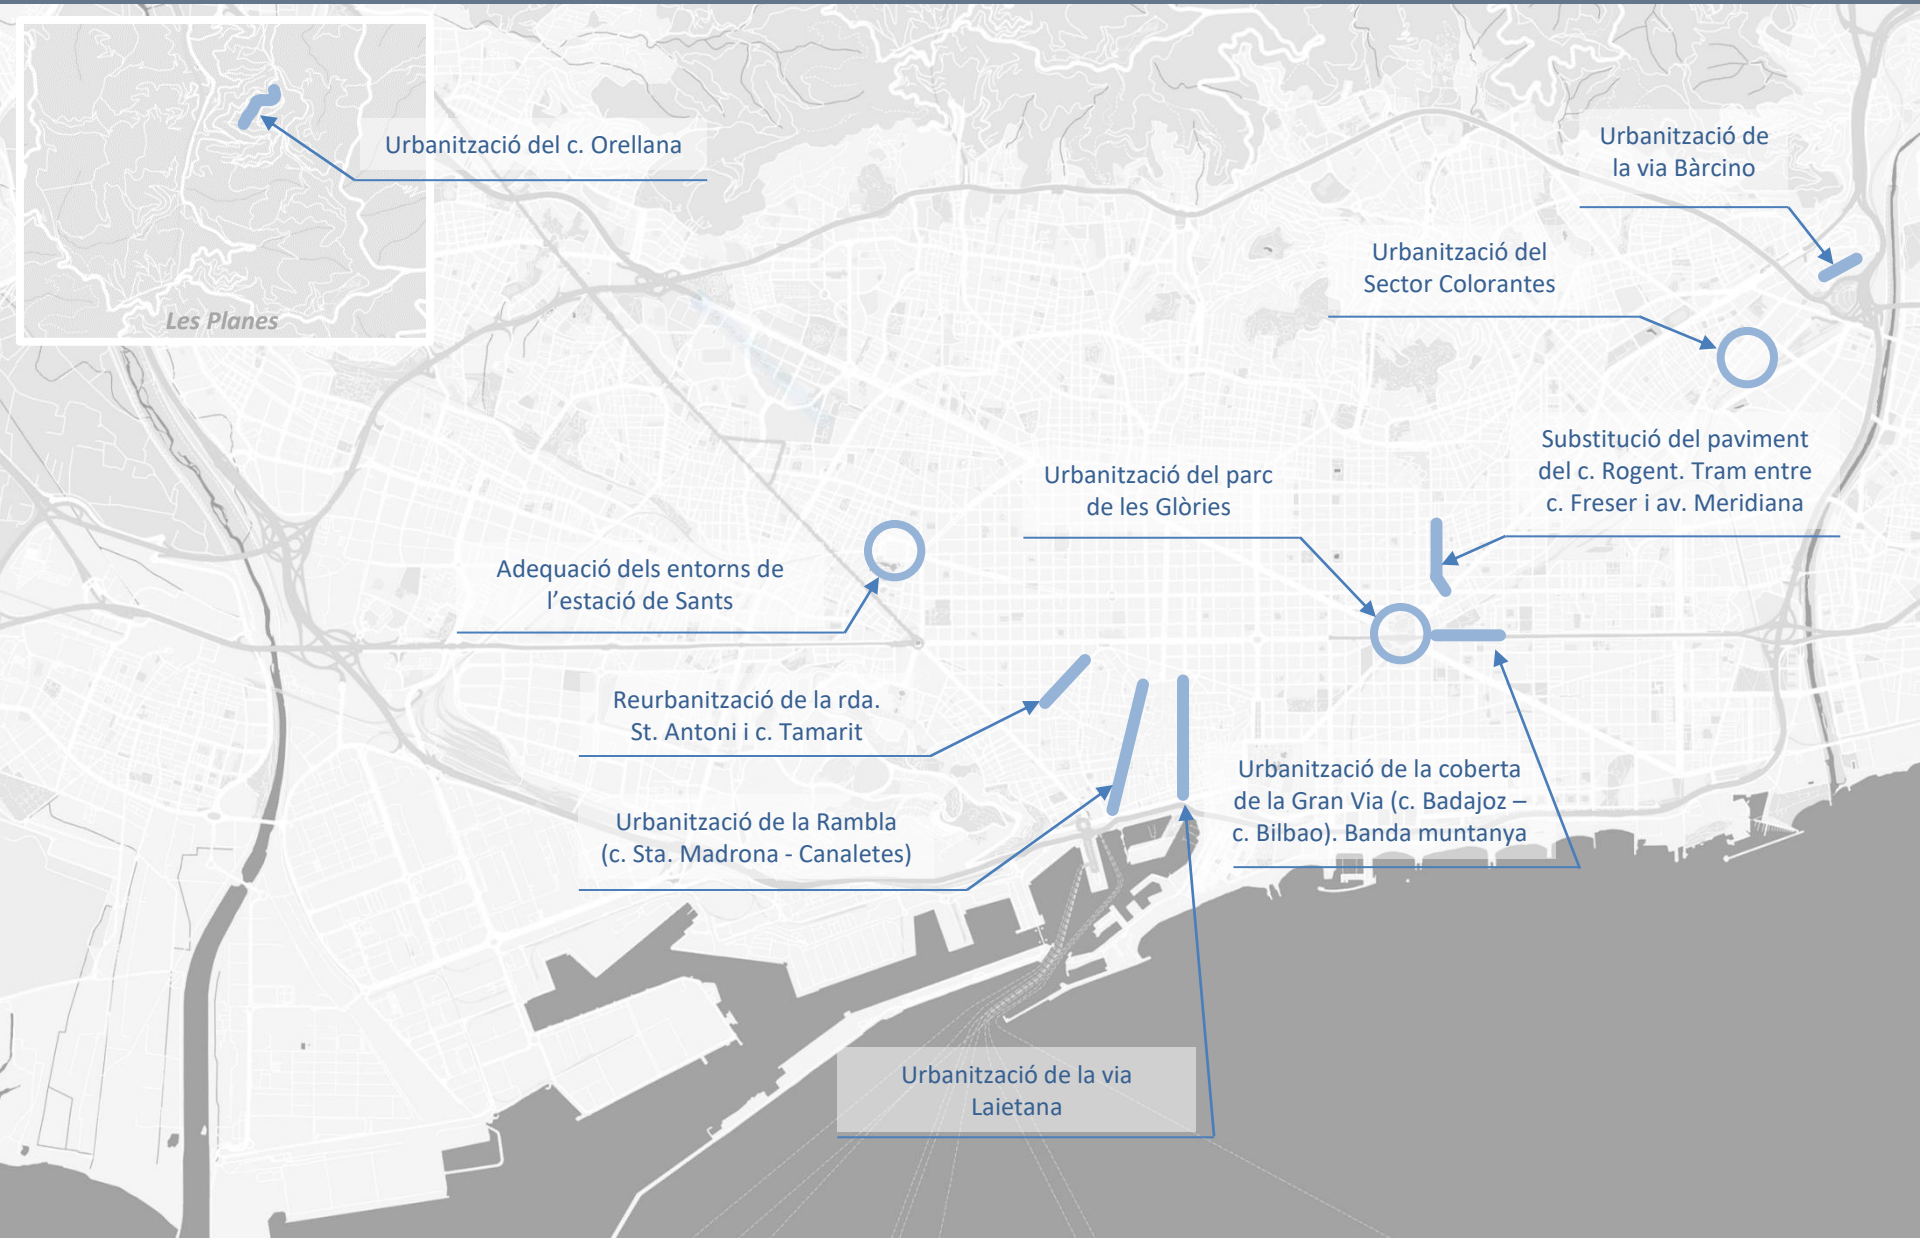 Urbanització del c. Orellana
Les Planes
Urbanització de
la via Bàrcino
Urbanització del
Sector Colorantes
Substitució del paviment
del c. Rogent. Tram entre
c. Freser i av. Meridiana
Urbanització del parc
de les Glòries
Adequació dels entorns de
l’estació de Sants
Reurbanització de la rda.
St. Antoni i c. Tamarit
Urbanització de la Rambla
(c. Sta. Madrona - Canaletes)
Urbanització de la coberta
de la Gran Via (c. Badajoz –
c. Bilbao). Banda muntanya
Urbanització de la via
Laietana